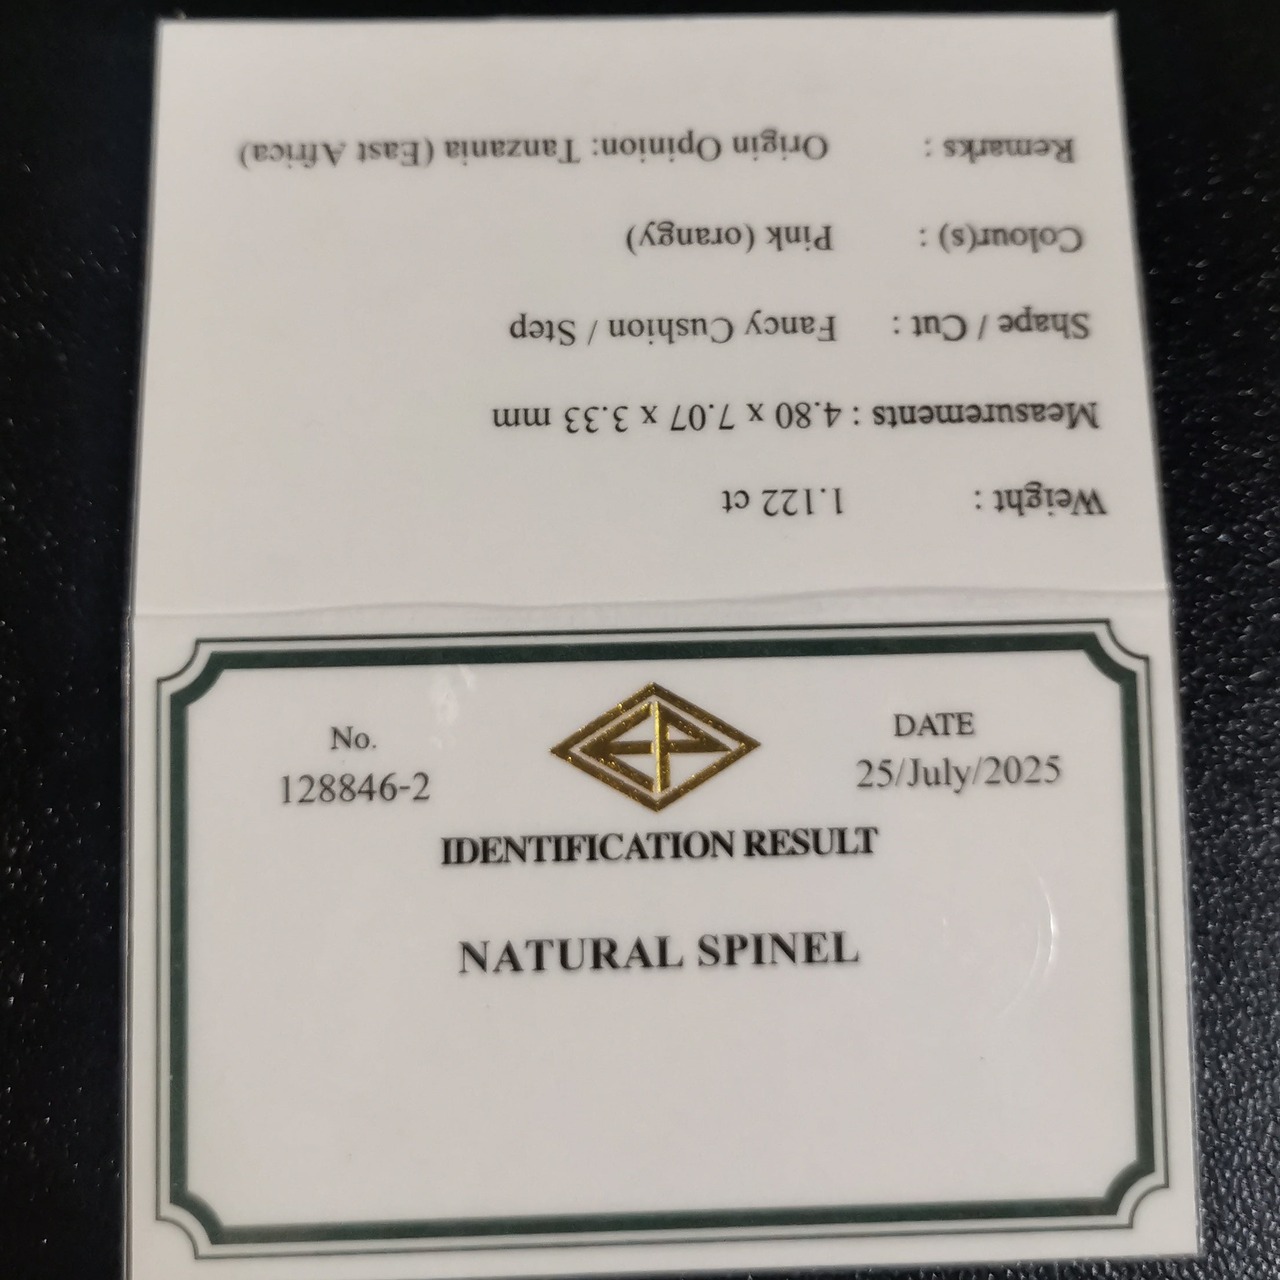 Weight : 1.122 ct
Measurements : 4.80 x 7.07 x 3.33 mm
Shape / Cut : Fancy Cushion / Step
Colour(s) : Pink (orangy)
Remarks : Origin Opinion: Tanzania (East Africa)
No.
128846-2
DATE
25/July/2025
IDENTIFICATION RESULT
NATURAL SPINEL